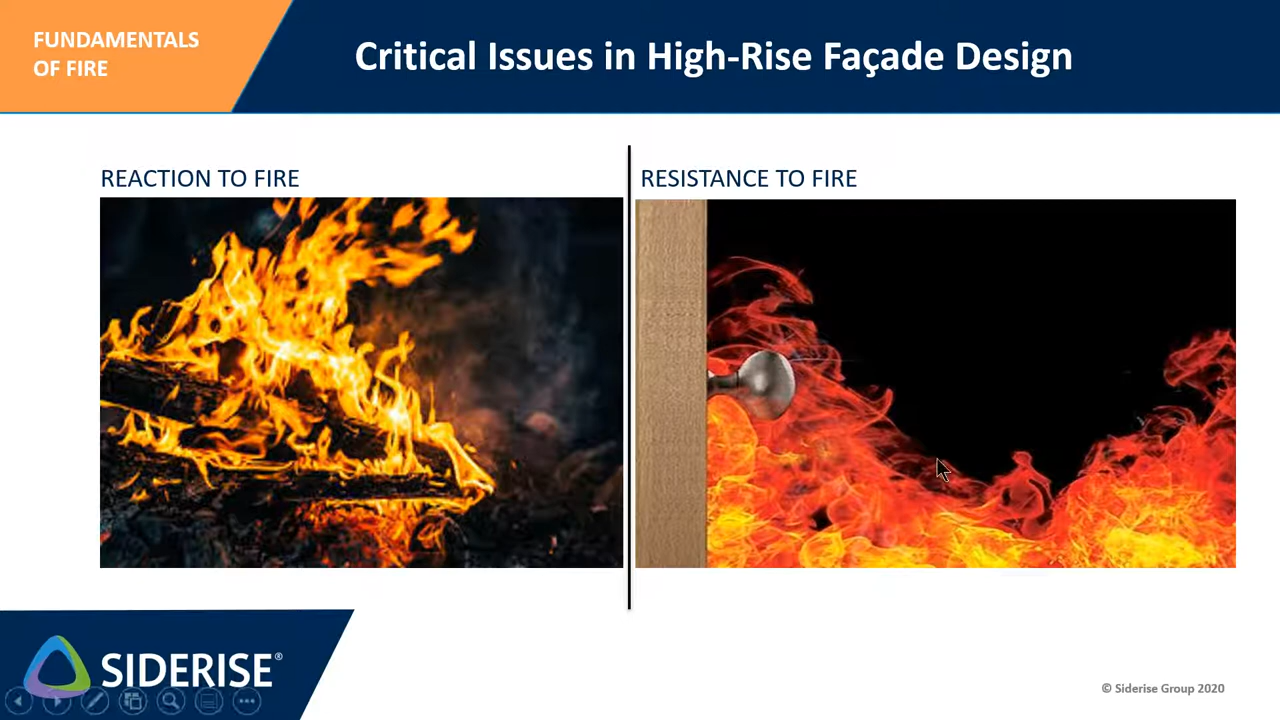 FUNDAMENTALS
OF FIRE
Critical Issues in High-Rise Façade Design
REACTION TO FIRE
RESISTANCE TO FIRE
SIDERISE®
© Siderise Group 2020